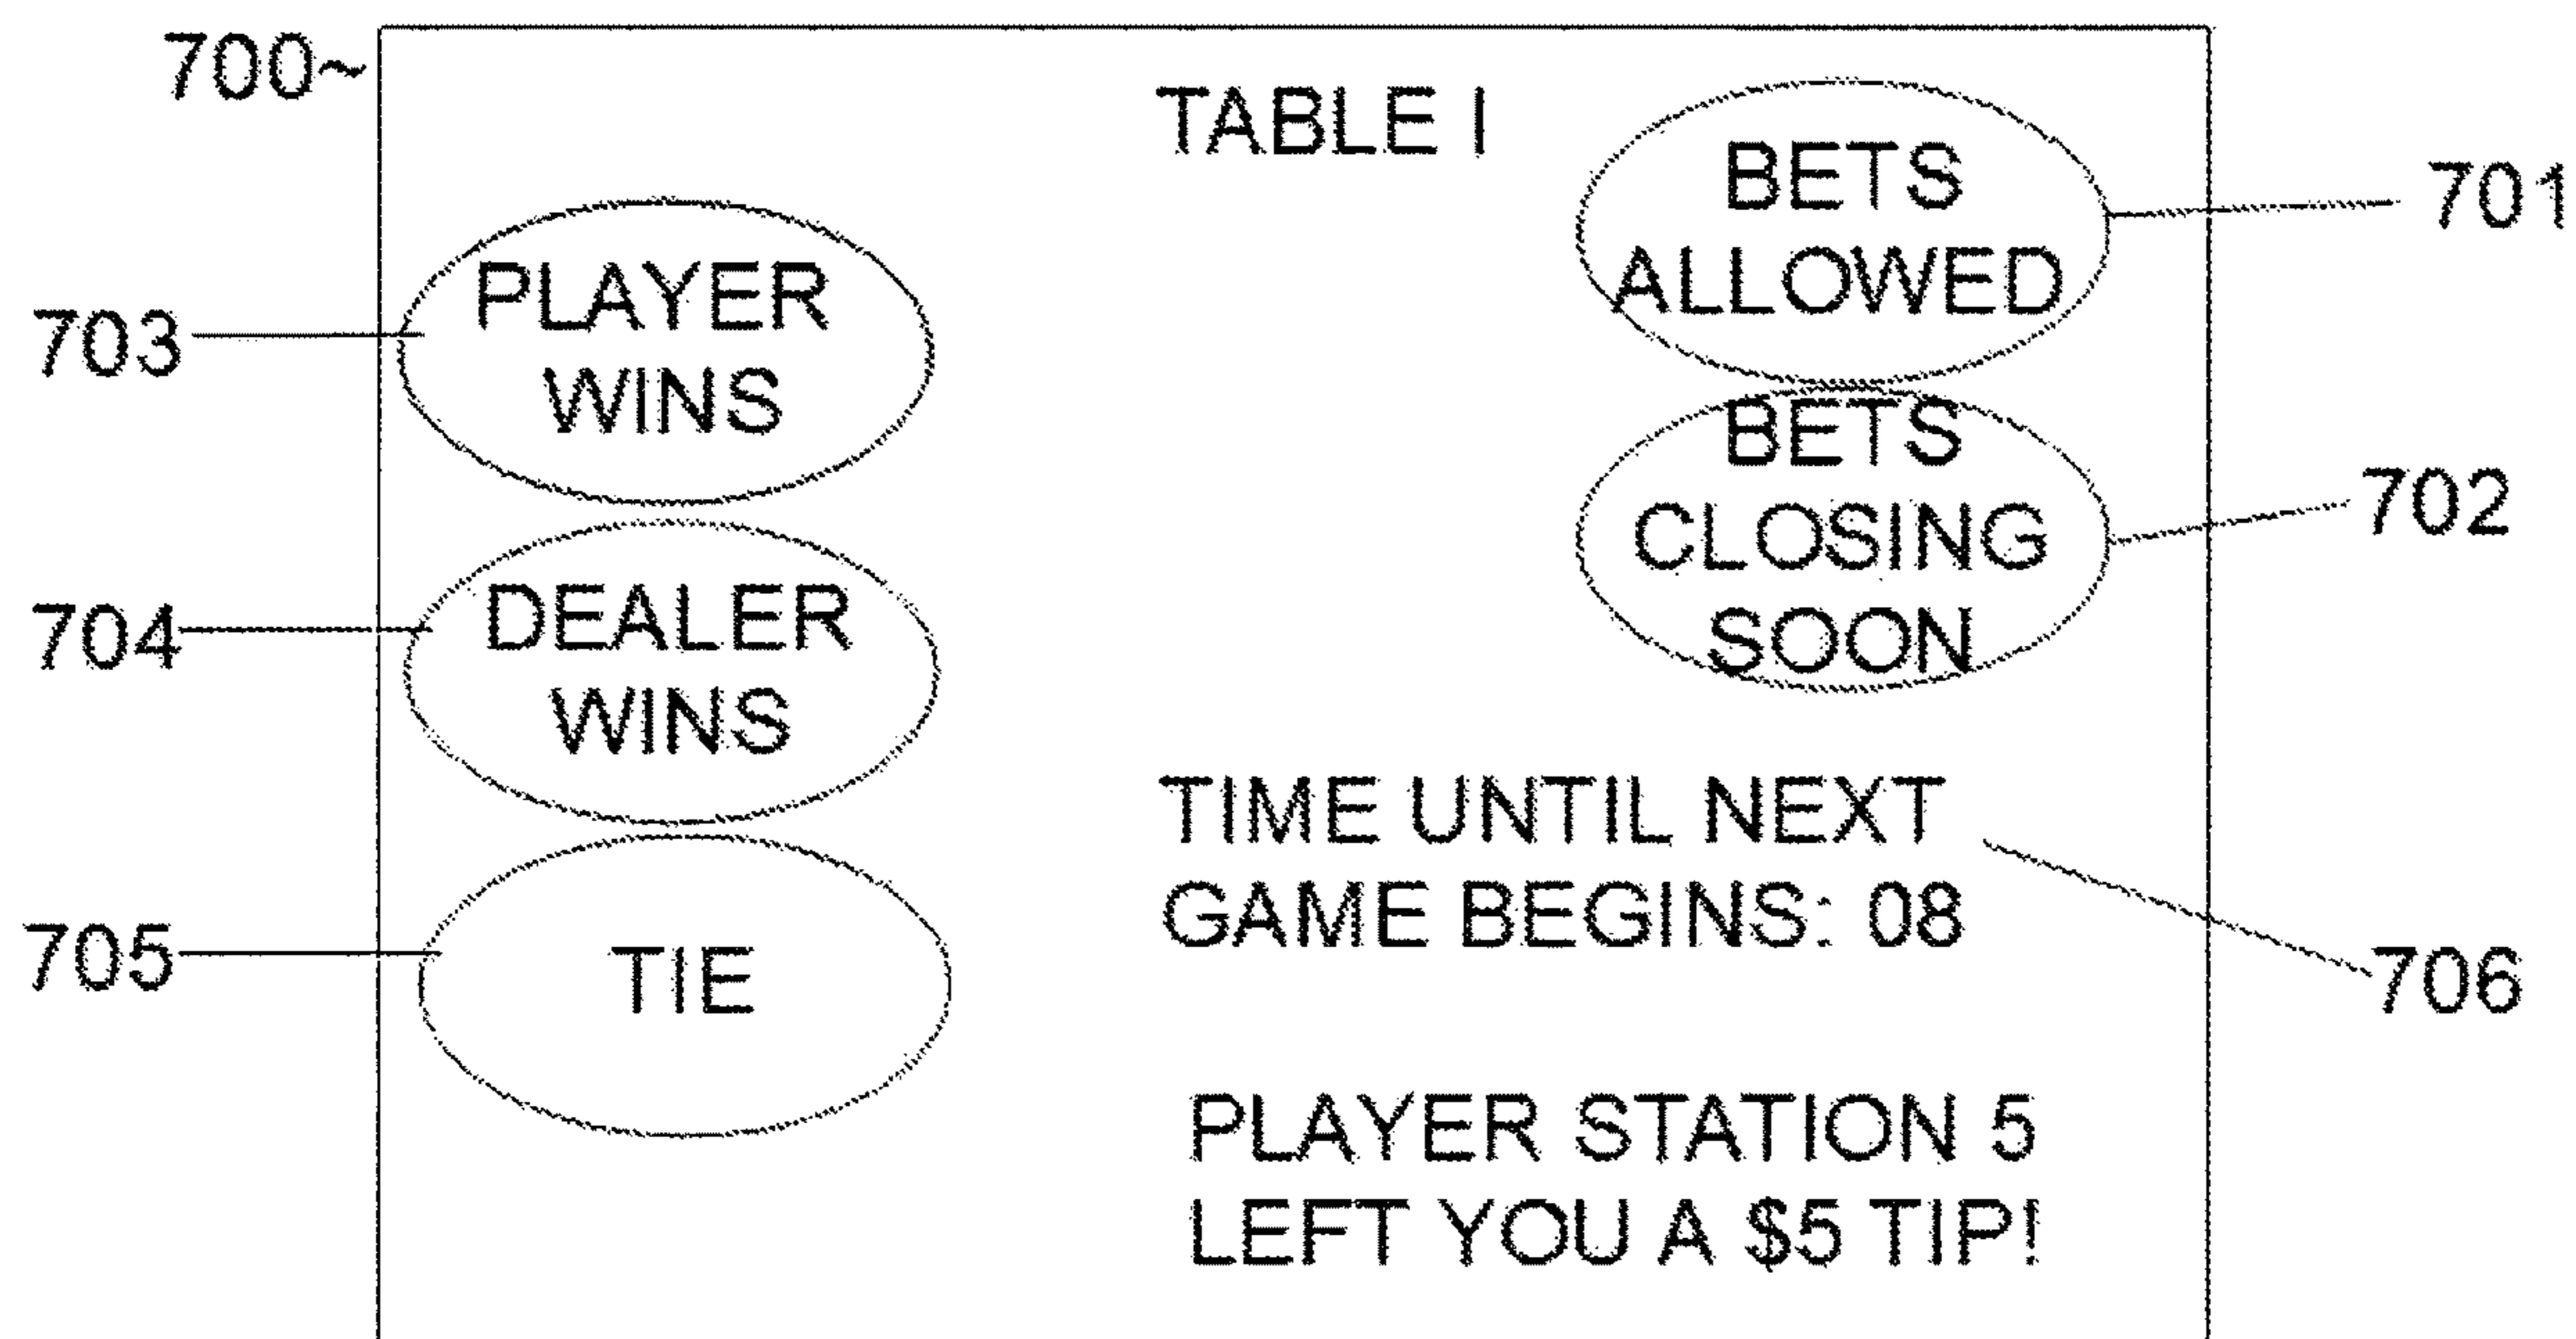 700~
TABLE I
BETS
ALLOWED
701
PLAYER
WINS
703
BETS
CLOSING
SOON
702
DEALER
WINS
704
TIME UNTIL NEXT
GAME BEGINS: 08
706
TIE
705
PLAYER STATION 5
LEFT YOU A $5 TIP!